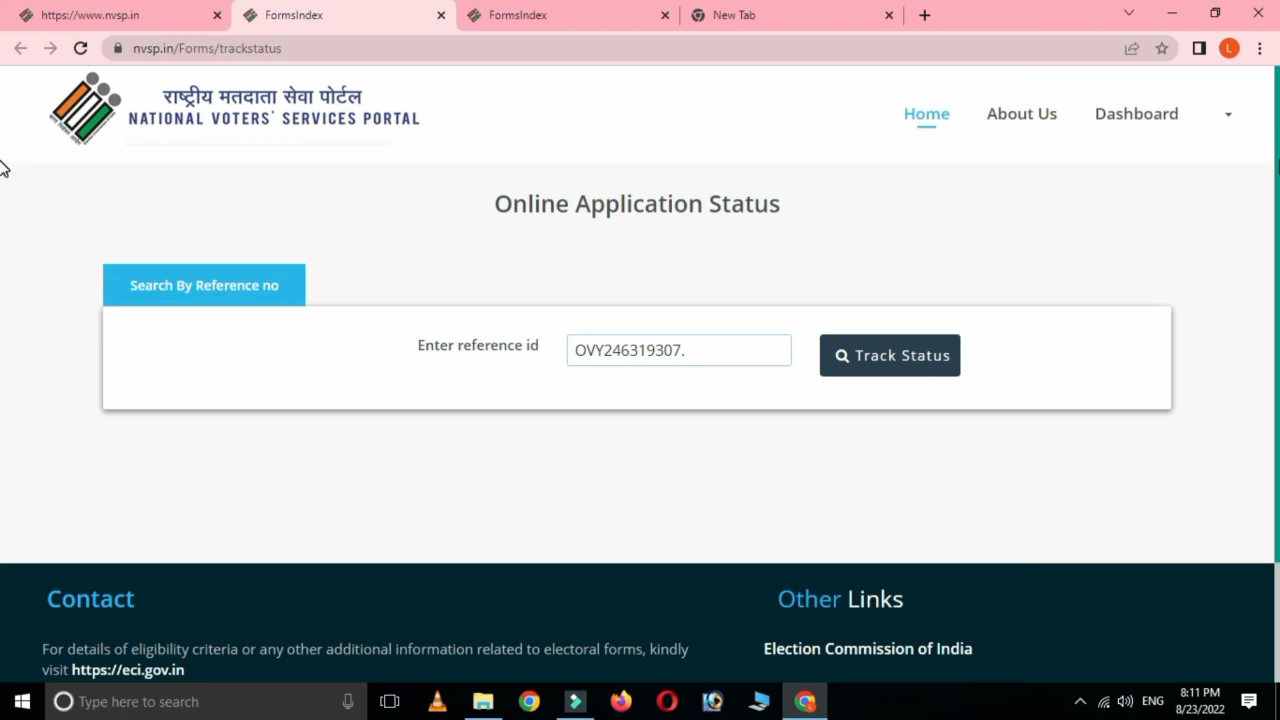 https://www.nvsp.in
FormsIndex
FormsIndex
New Tab
nvsp.in/Forms/trackstatus
L
राष्ट्रीय मतदाता सेवा पोर्टल
NATIONAL VOTERS' SERVICES PORTAL
Home
About Us
Dashboard
Online Application Status
Search By Reference no
Enter reference id
OVY246319307.
Track Status
Contact
Other Links
For details of eligibility criteria or any other additional information related to electoral forms, kindly
visit https://eci.gov.in
Election Commission of India
Type here to search
ENG
8:11 PM
8/23/2022